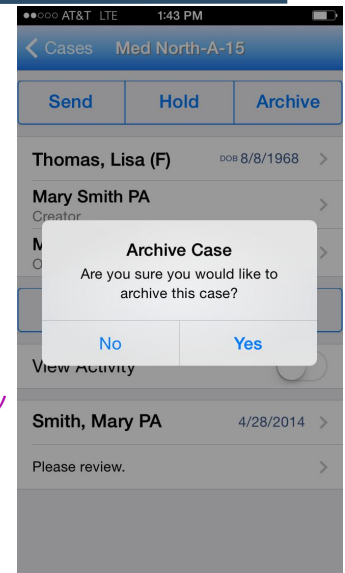 AT&T LTE 1:43 PM
Cases Med North-A-15
Send Hold Archive
Thomas, Lisa (F) DOB 8/8/1968
Mary Smith PA
Creator
M
O
Archive Case
Are you sure you would like to
archive this case?
No Yes
View Activity
Smith, Mary PA 4/28/2014
Please review.